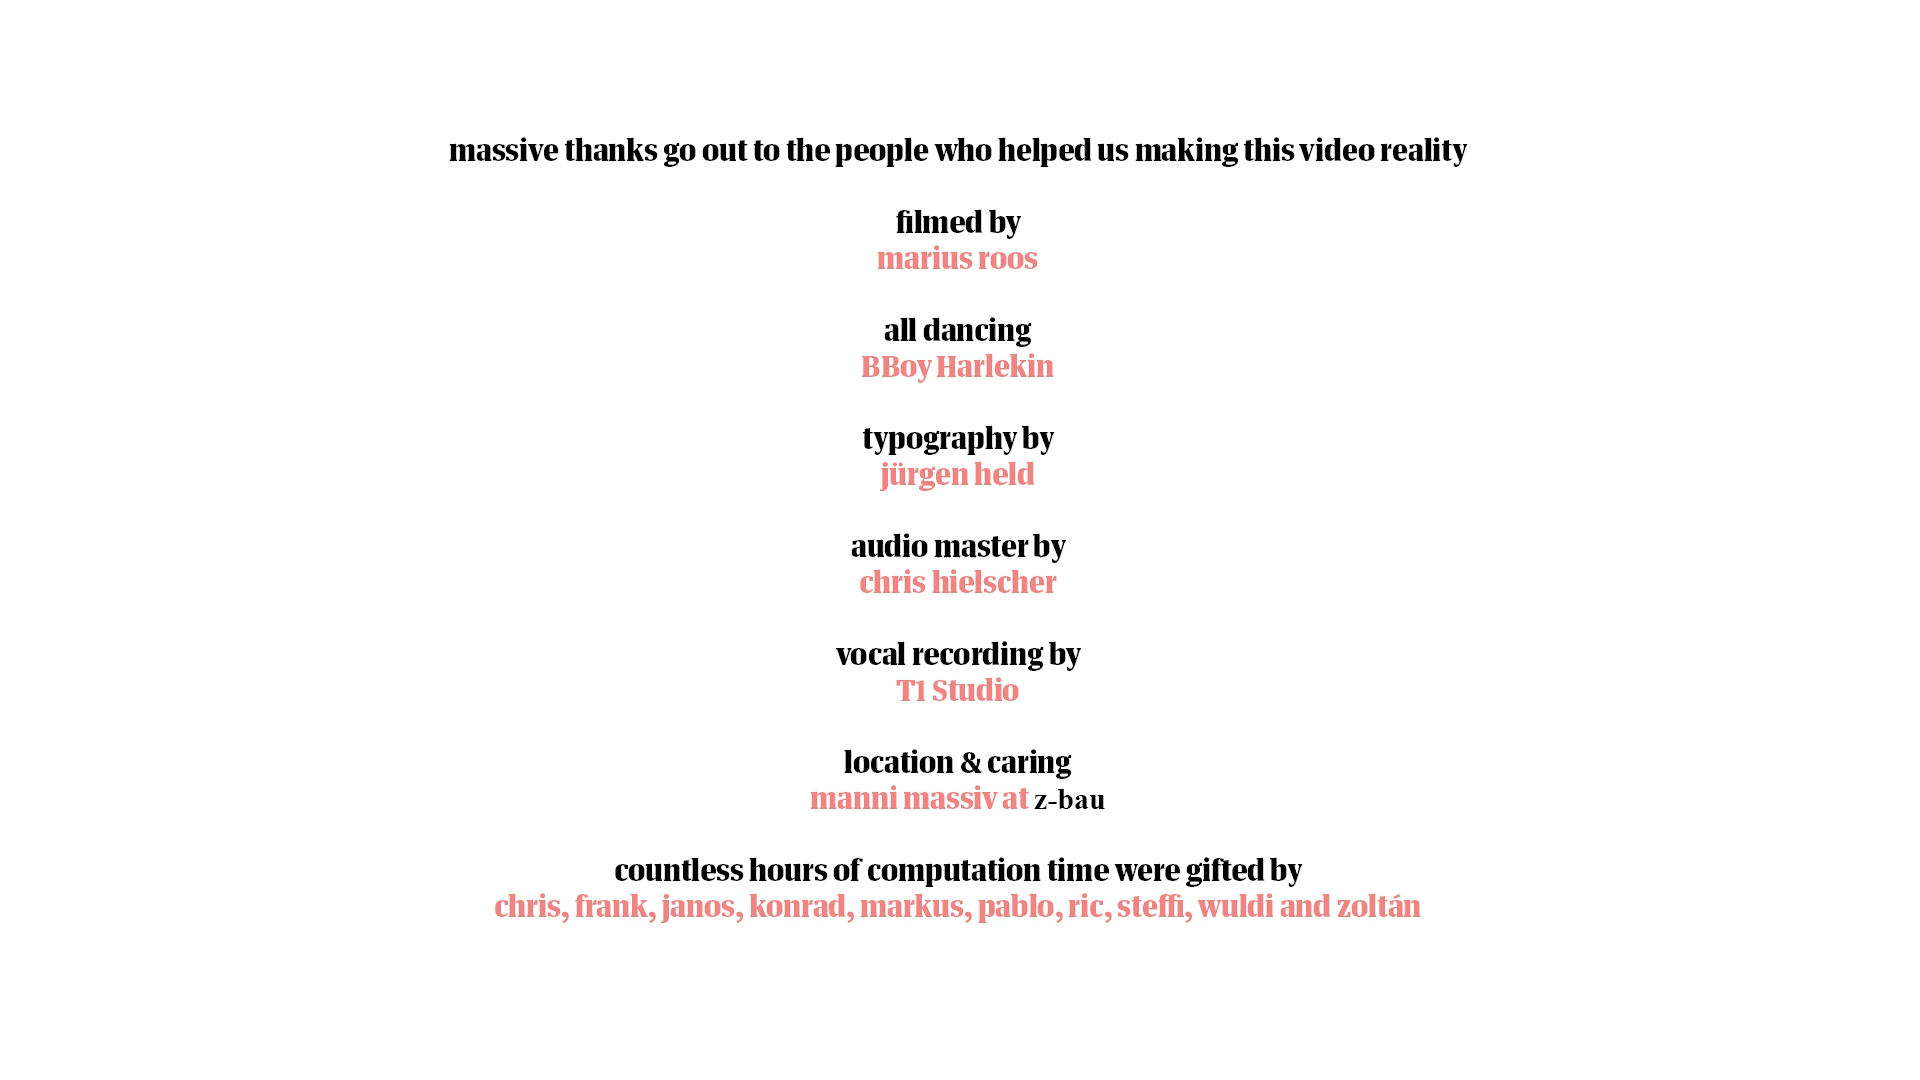 massive thanks go out to the people who helped us making this video reality
filmed by
marius roos
all dancing
BBoy Harlekin
typography by
jürgen held
audio master by
chris hielscher
vocal recording by
T1 Studio
location & caring
manni massiv at z-bau
countless hours of computation time were gifted by
chris, frank, janos, konrad, markus, pablo, ric, steffi, wuldi and zoltán